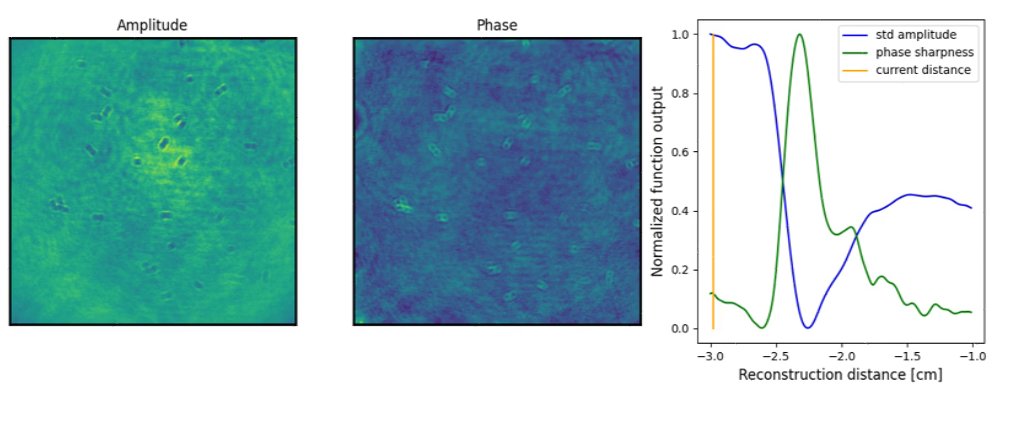 Amplitude
Phase
std amplitude
phase sharpness
current distance
Normalized function output
1.0
0.8
0.6
0.4
0.2
0.0
−3.0
−2.5
−2.0
−1.5
−1.0
Reconstruction distance [cm]